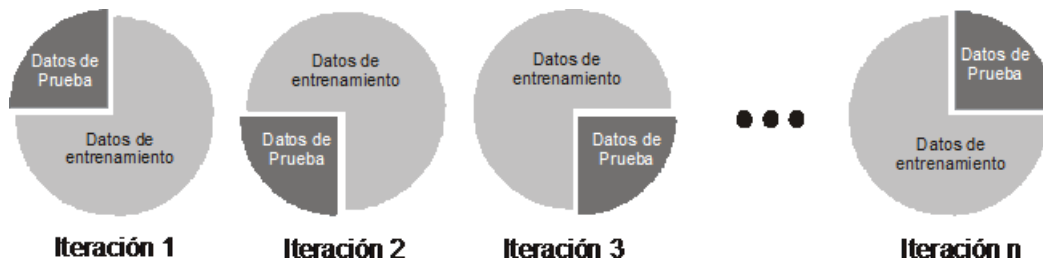 Datos de
Prueba
Datos de
entrenamiento
Iteración 1
Datos de
entrenamiento
Datos de
Prueba
Iteración 2
Datos de
entrenamiento
Datos de
Prueba
Iteración 3
Datos de
Prueba
Datos de
entrenamiento
Iteración n